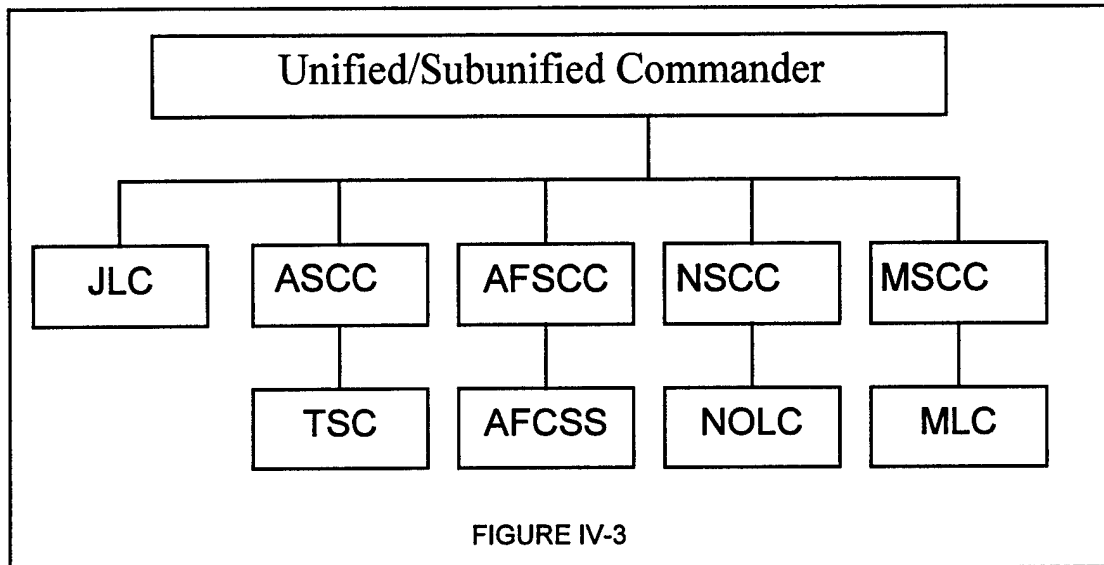 Unified/Subunified Commander
JLC ASCC AFSCC NSCC MSCC
TSC AFCSS NOLC MLC
FIGURE IV-3